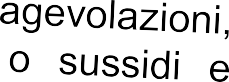 agevolazioni,
o sussidi e